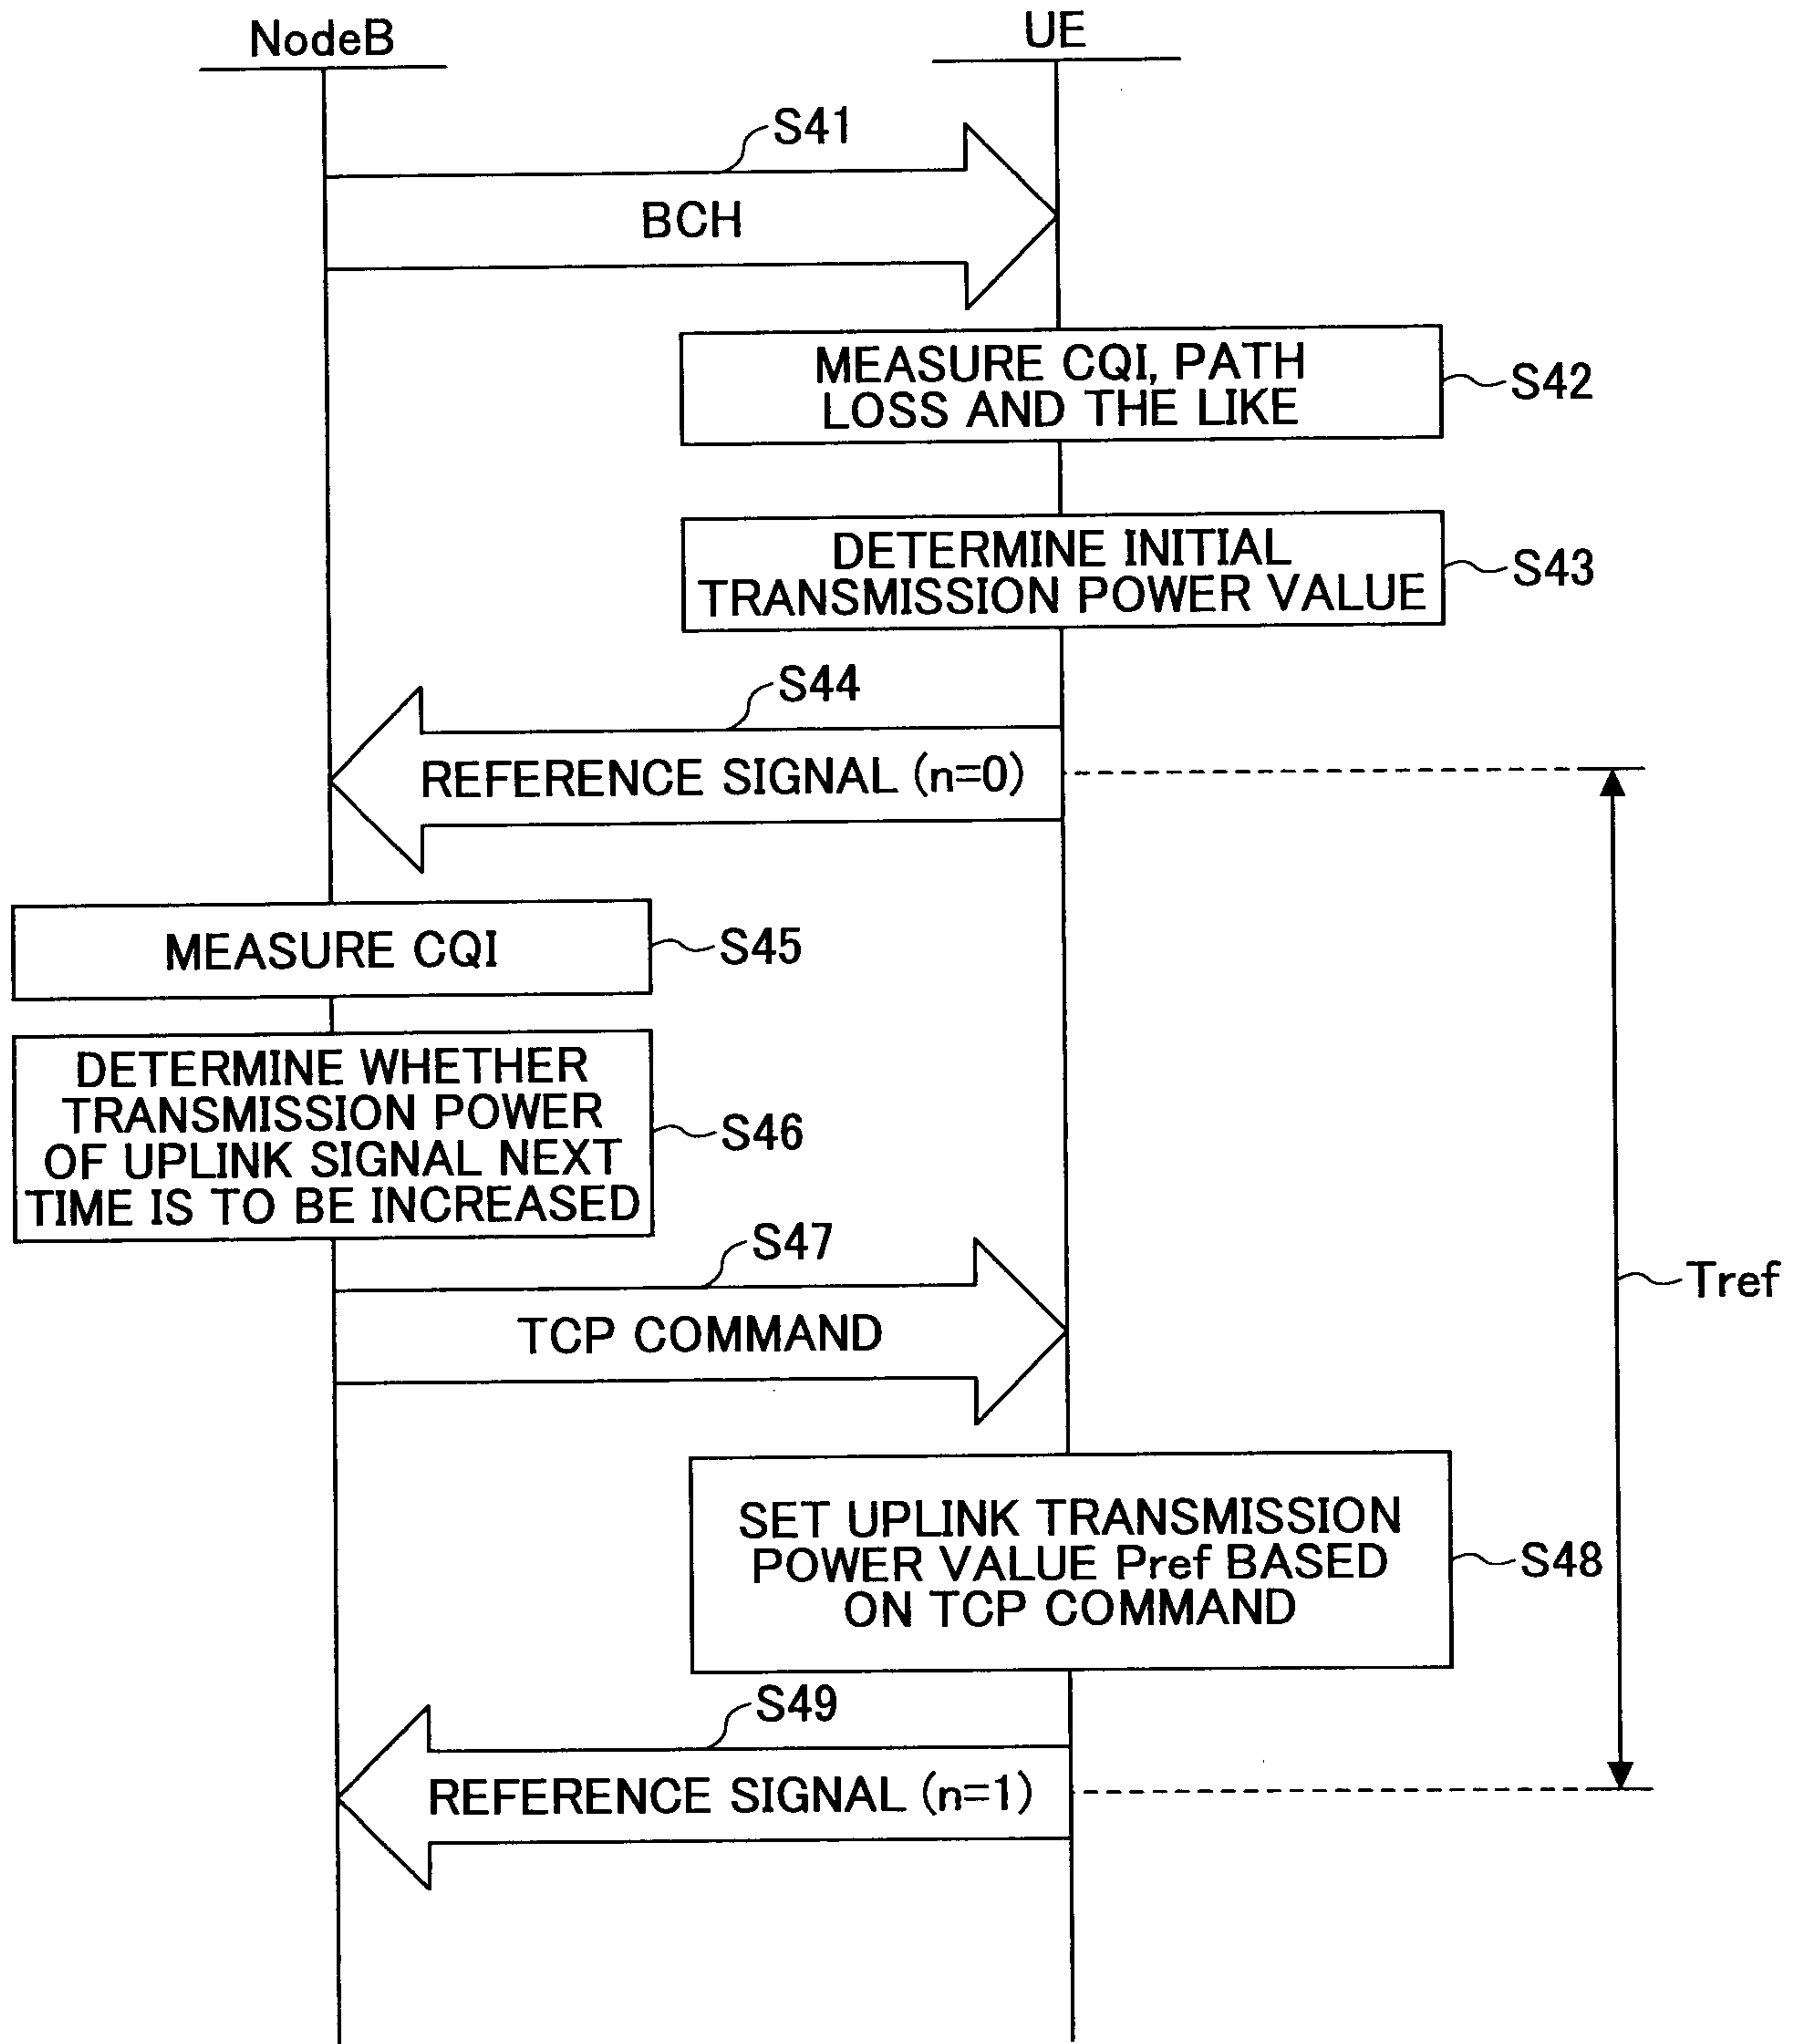 NodeB
UE
S41
BCH
MEASURE CQI, PATH
LOSS AND THE LIKE
S42
DETERMINE INITIAL
TRANSMISSION POWER VALUE
S43
S44
REFERENCE SIGNAL (n=0)
MEASURE CQI
S45
DETERMINE WHETHER
TRANSMISSION POWER
OF UPLINK SIGNAL NEXT
TIME IS TO BE INCREASED
S46
S47
TCP COMMAND
Tref
SET UPLINK TRANSMISSION
POWER VALUE Pref BASED
ON TCP COMMAND
S48
S49
REFERENCE SIGNAL (n=1)